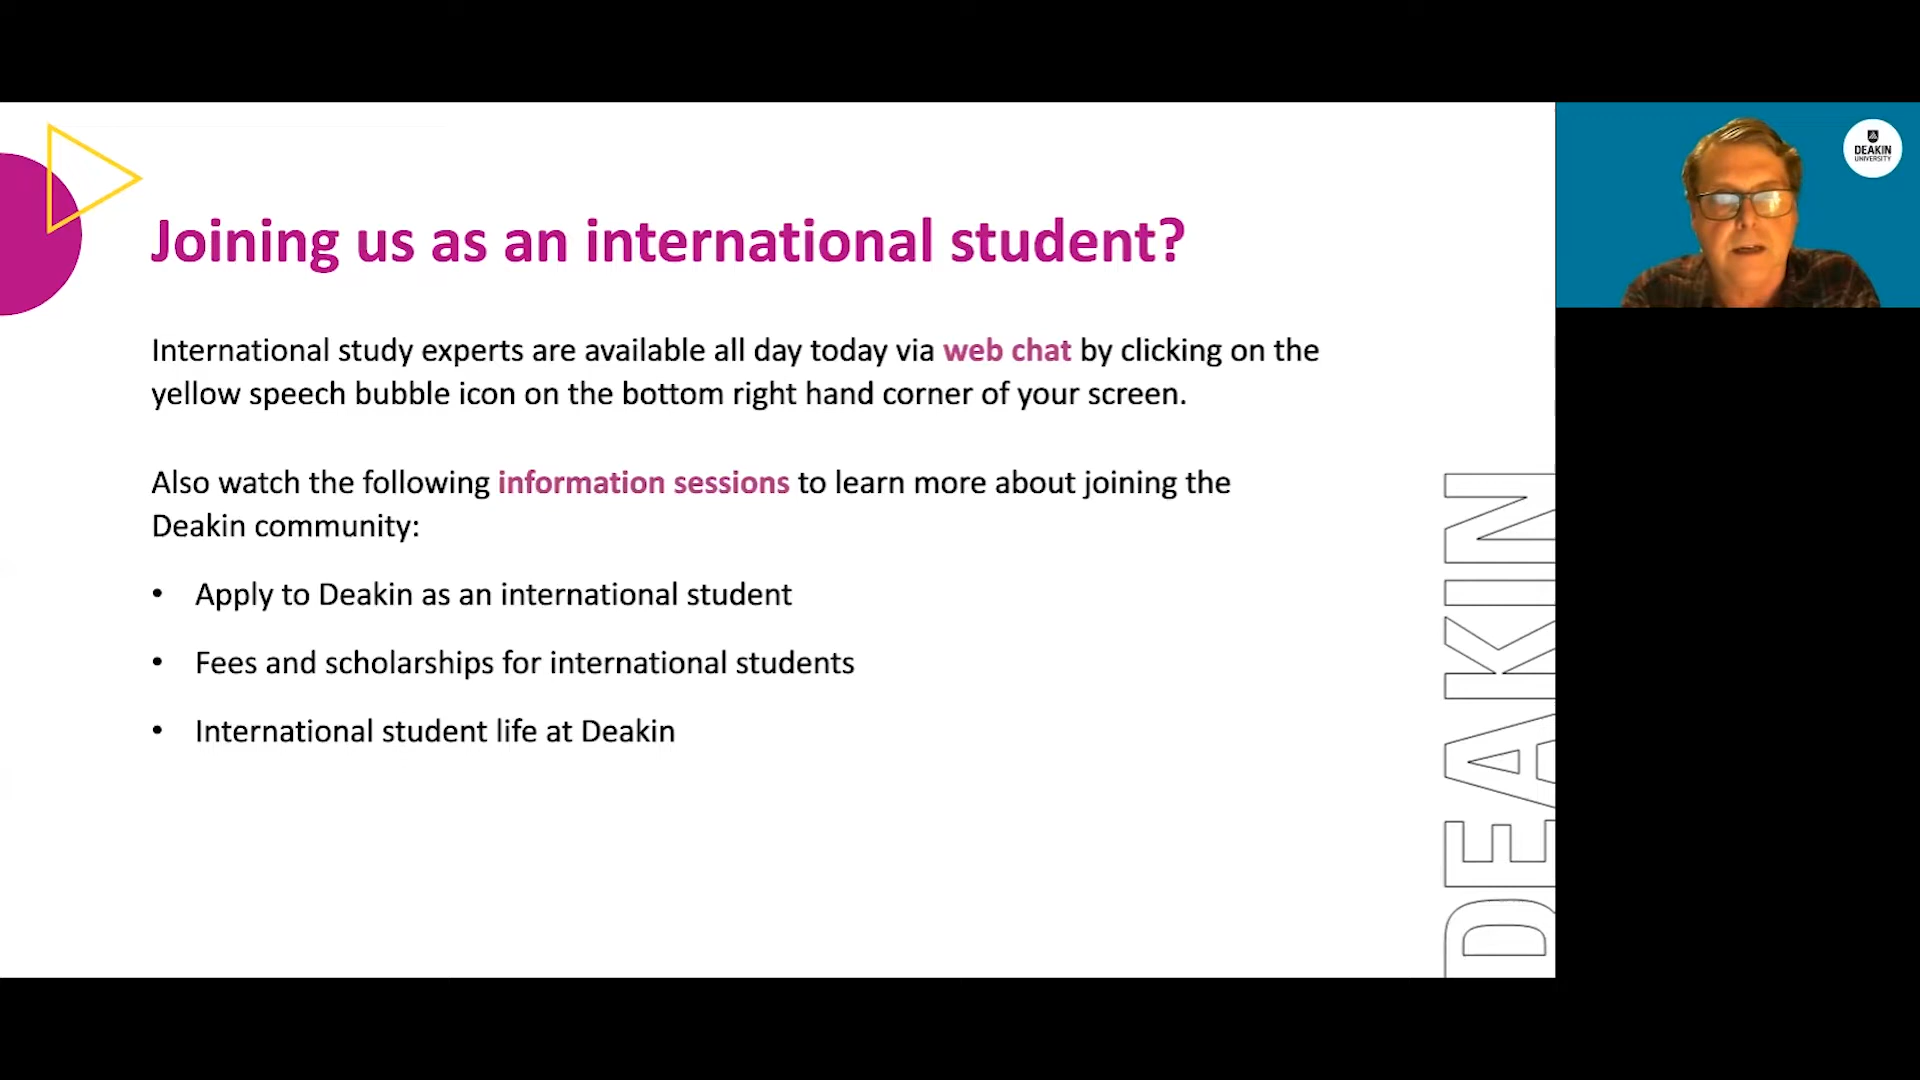 Joining us as an international student?
International study experts are available all day today via web chat by clicking on the
yellow speech bubble icon on the bottom right hand corner of your screen.
Also watch the following information sessions to learn more about joining the
Deakin community:
• Apply to Deakin as an international student
• Fees and scholarships for international students
• International student life at Deakin
DEAKIN
DEAKIN
UNIVERSITY